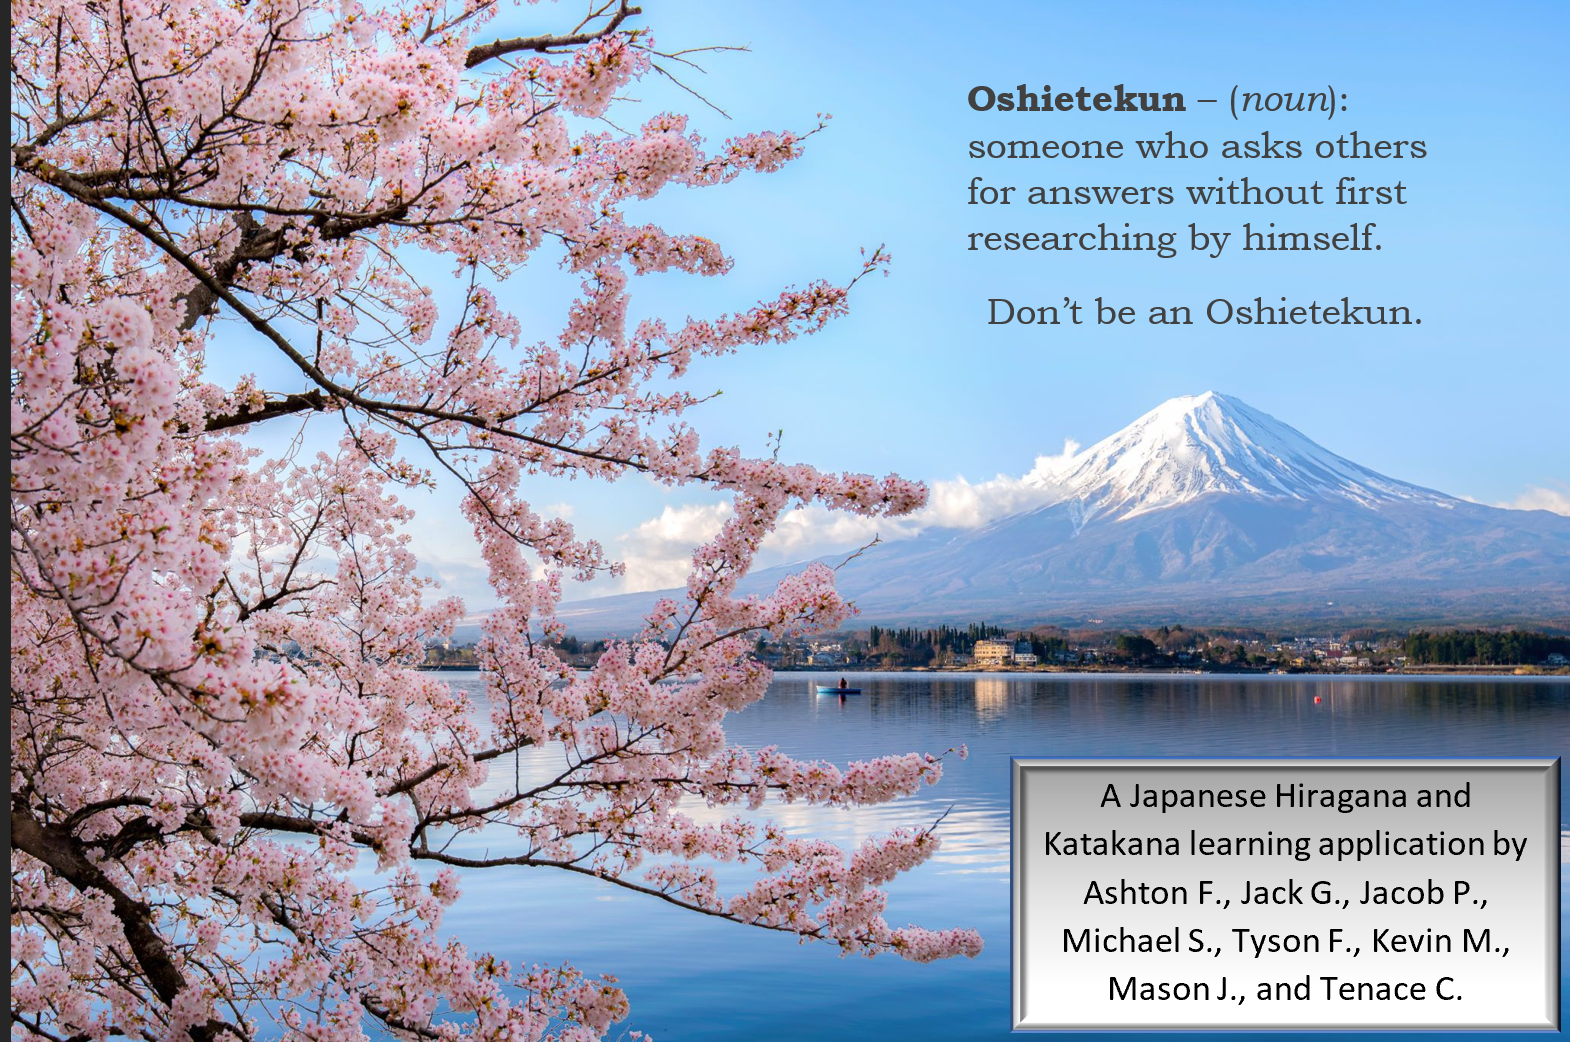 Oshietekun – (noun):
someone who asks others
for answers without first
researching by himself.
Don’t be an Oshietekun.
A Japanese Hiragana and
Katakana learning application by
Ashton F., Jack G., Jacob P.,
Michael S., Tyson F., Kevin M.,
Mason J., and Tenace C.